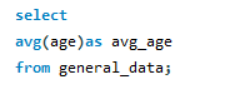 select
avg(age)as avg_age
from general_data;